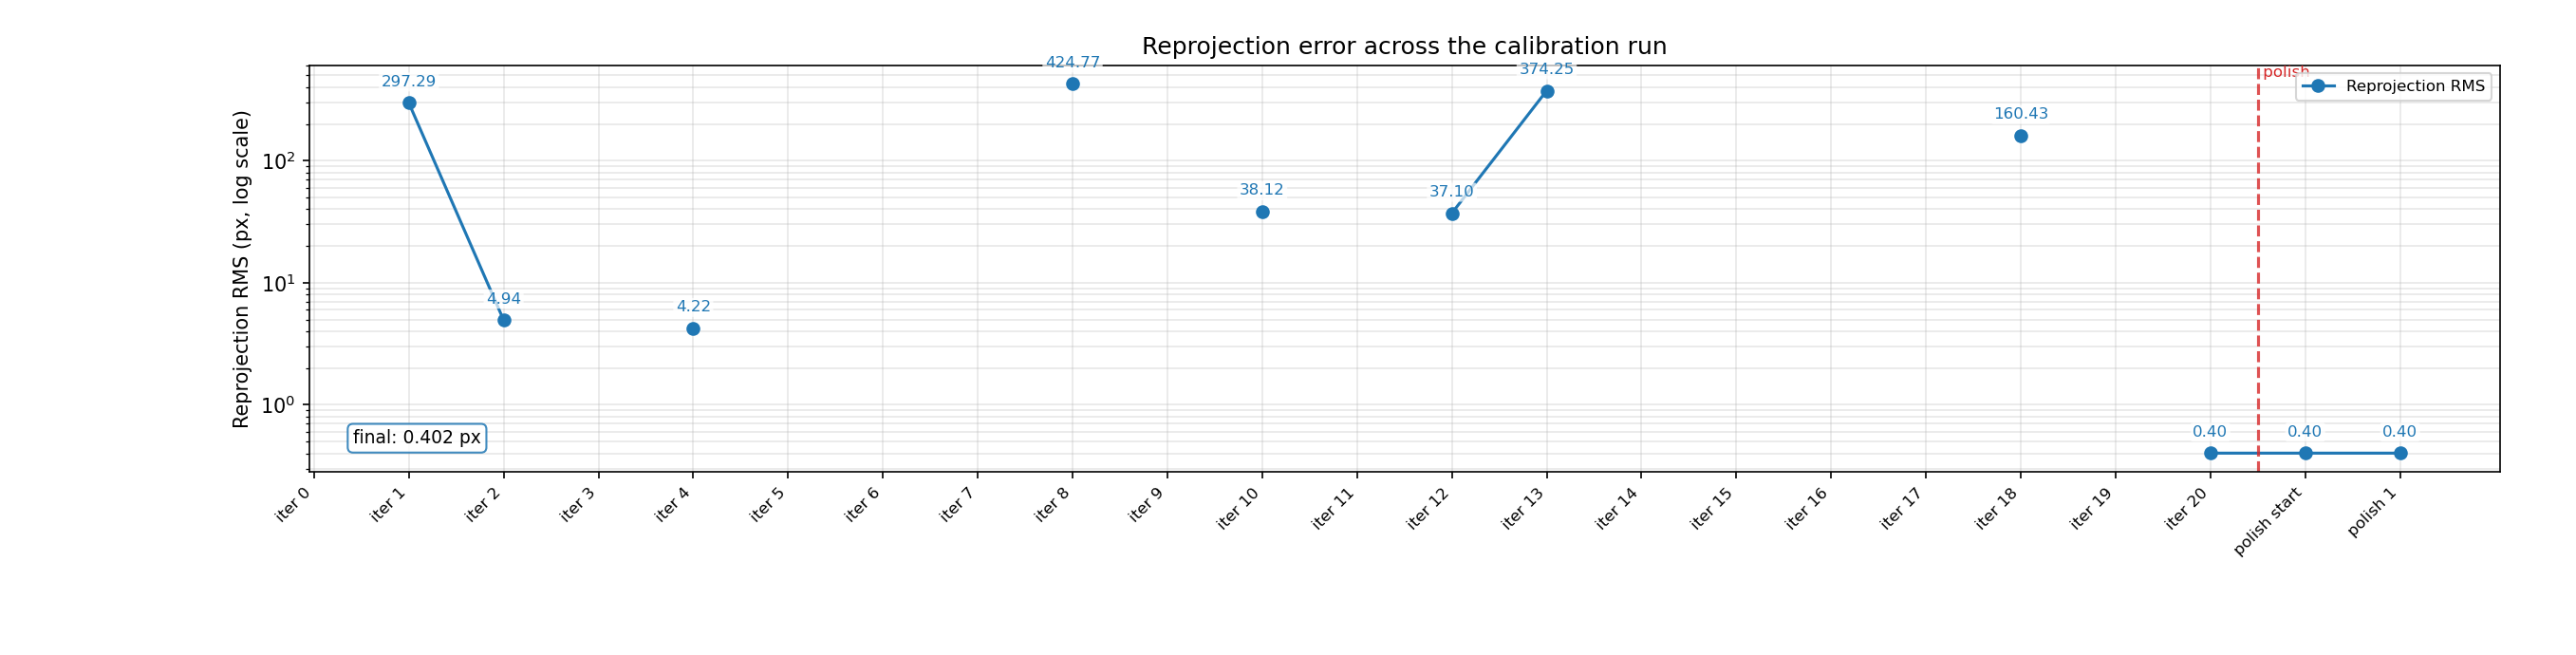 Reprojection error across the calibration run
Reprojection RMS (px, log scale)
10²
10¹
10⁰
297.29
4.94
4.22
424.77
38.12
37.10
374.25
160.43
0.40
0.40
0.40
polish
Reprojection RMS
final: 0.402 px
iter 0
iter 1
iter 2
iter 3
iter 4
iter 5
iter 6
iter 7
iter 8
iter 9
iter 10
iter 11
iter 12
iter 13
iter 14
iter 15
iter 16
iter 17
iter 18
iter 19
iter 20
polish start
polish 1